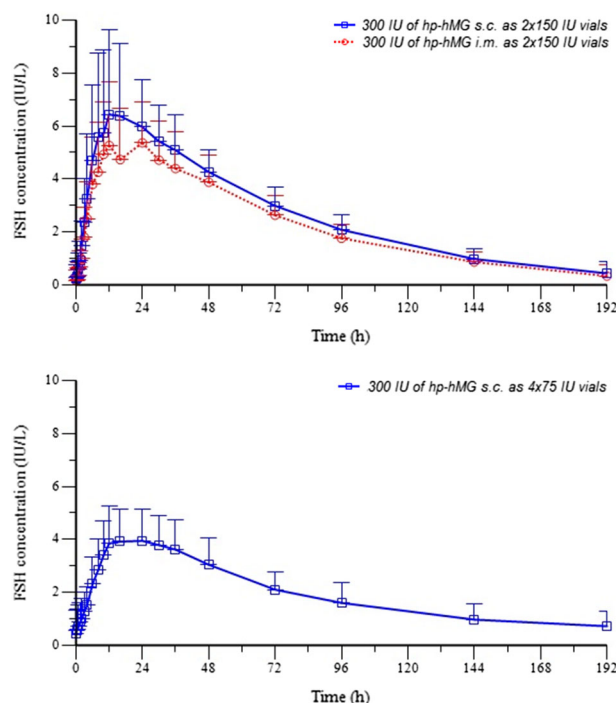 300 IU of hp-hMG s.c. as 2x150 IU vials
300 IU of hp-hMG i.m. as 2x150 IU vials
FSH concentration (IU/L)
10
8
6
4
2
0
0 24 48 72 96 120 144 168 192
Time (h)
300 IU of hp-hMG s.c. as 4x75 IU vials
FSH concentration (IU/L)
10
8
6
4
2
0
0 24 48 72 96 120 144 168 192
Time (h)